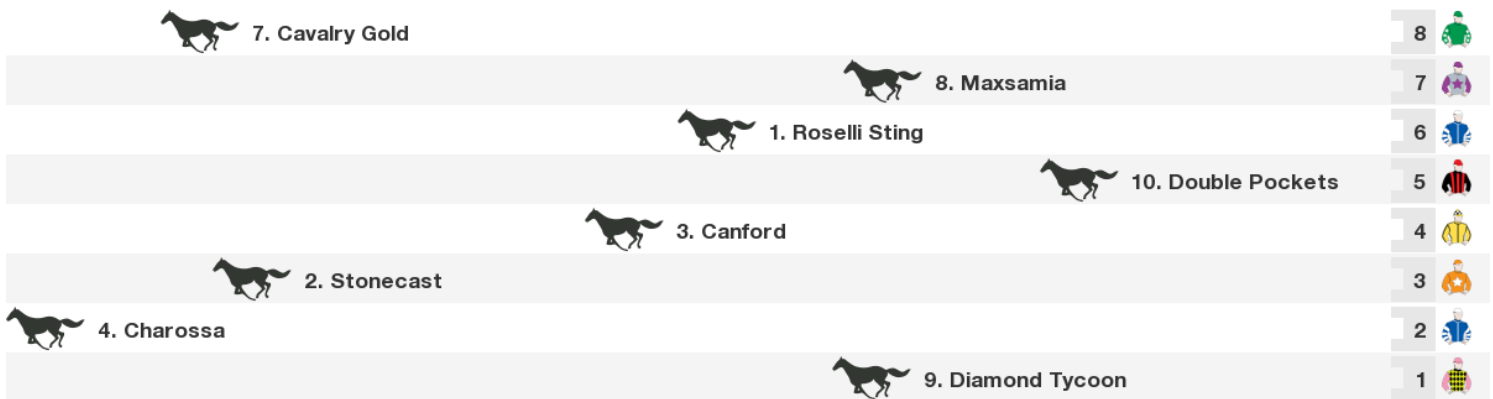 7. Cavalry Gold 8
8. Maxsamia 7
1. Roselli Sting 6
10. Double Pockets 5
3. Canford 4
2. Stonecast 3
4. Charossa 2
9. Diamond Tycoon 1